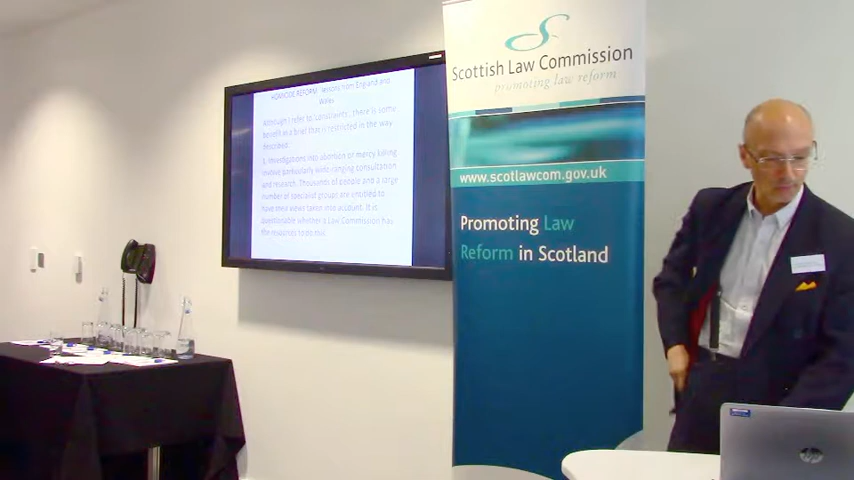 HOMICIDE REFORM - lessons from England and
Wales
Although I refer to 'constraints', there is some
benefit in a brief that is restricted in the way
described:
1. Investigations into abortion or mercy killing
involve particularly wide-ranging consultation
and research. Thousands of people and a large
number of specialist groups are entitled to
have their views taken into account. It is
questionable whether a Law Commission has
the resources to do this.
Scottish Law Commission
promoting law reform
www.scotlawcom.gov.uk
Promoting Law
Reform in Scotland
hp